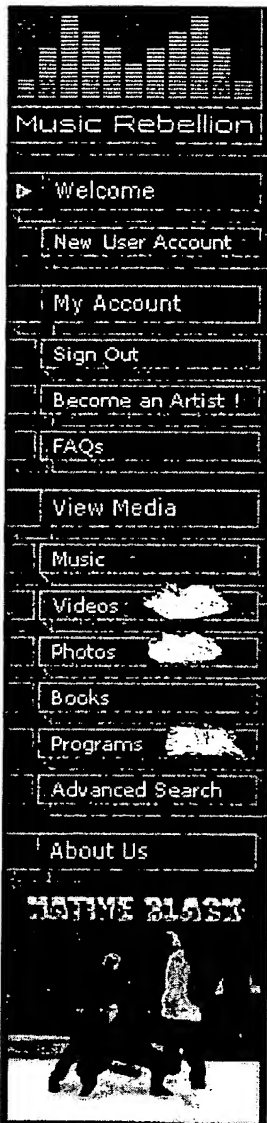 Music Rebellion
Welcome
New User Account
My Account
Sign Out
Become an Artist !
FAQs
View Media
Music
Videos
Photos
Books
Programs
Advanced Search
About Us
NATIVE BLACK